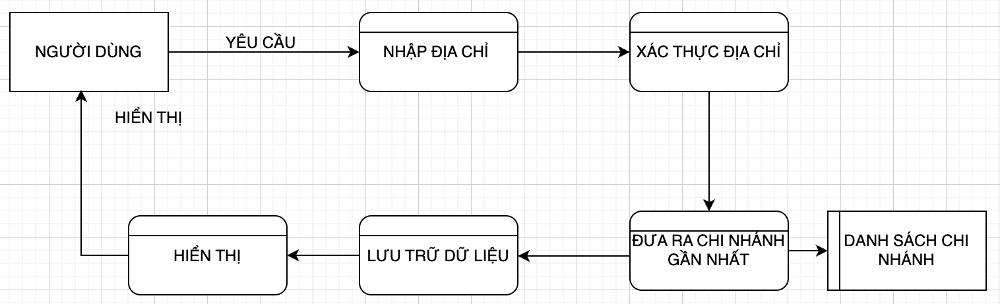 NGƯỜI DÙNG
YÊU CẦU
NHẬP ĐỊA CHỈ
XÁC THỰC ĐỊA CHỈ
HIỂN THỊ
HIỂN THỊ
LƯU TRỮ DỮ LIỆU
ĐƯA RA CHI NHÁNH
GẦN NHẤT
DANH SÁCH CHI
NHÁNH